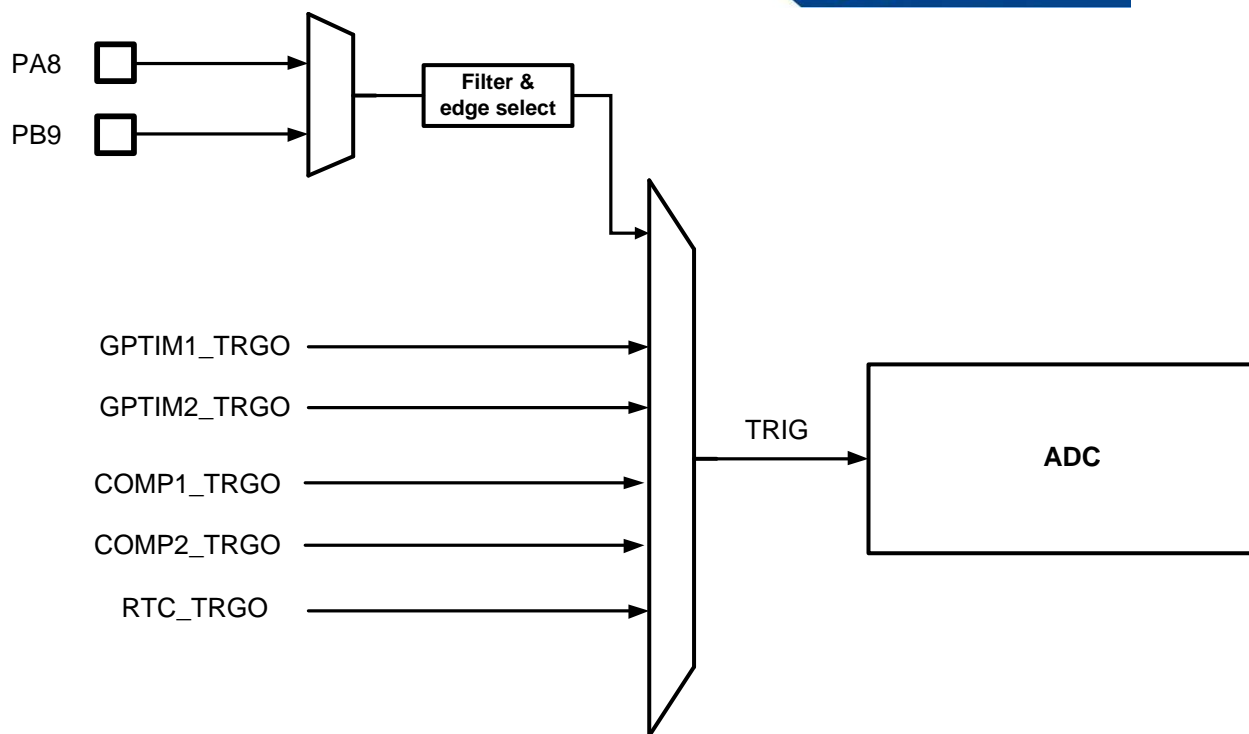 PA8
PB9
Filter &
edge select
GPTIM1_TRGO
GPTIM2_TRGO
COMP1_TRGO
COMP2_TRGO
RTC_TRGO
TRIG
ADC